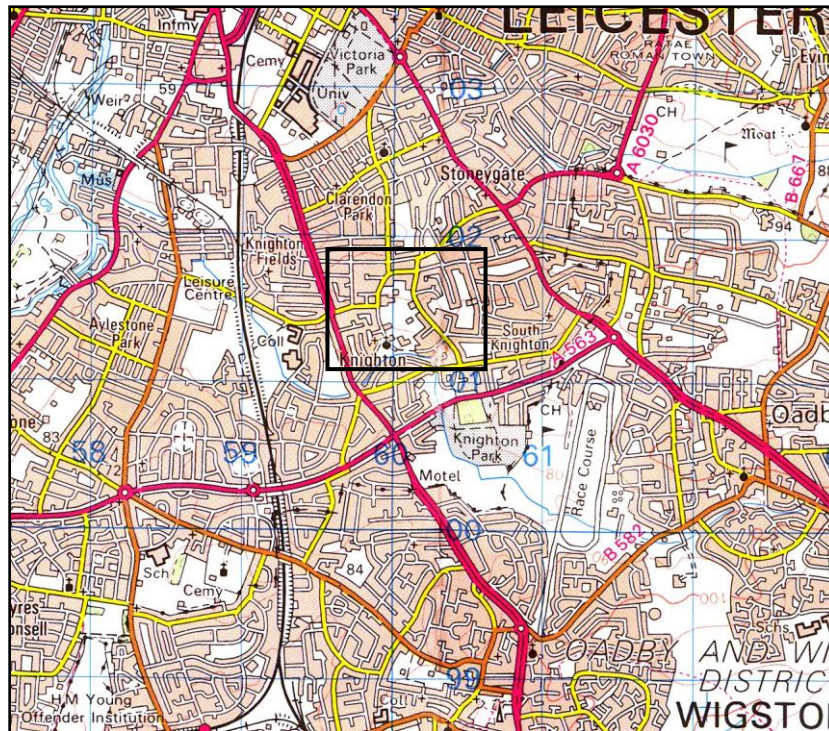 LEICESTER
Infmy
Cemy
Victoria
Park
RATAE
ROMAN TOWN
59
Weir
Univ
03
CH
Moat
A 6030
Mus
Stoneygate
B 667
88
Clarendon
Park
02
94
Knighton
Fields
Leisure
Centre
Aylestone
Park
Coll
South
Knighton
Knighton
A 563
01
CH
Oadb
83
58
59
60
61
72
Knighton
Park
80
Motel
Race Course
00
B 582
Sch
84
Cemy
100
Schs
OADBY AND WI
DISTRIC
99
H M Young
Offender Institution
Coll
WIGSTO